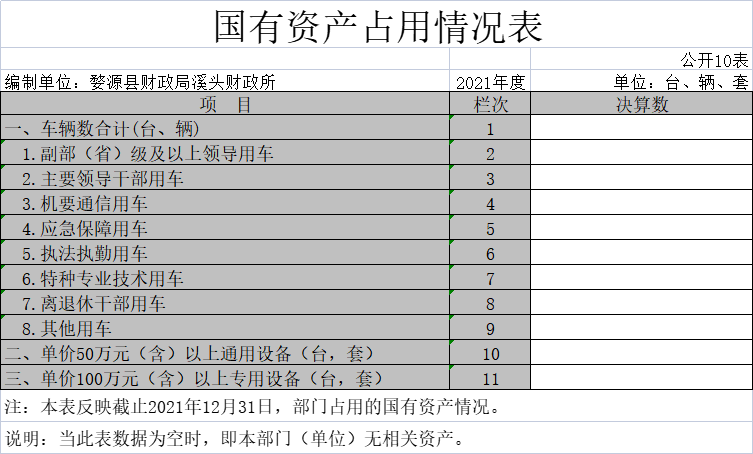 国有资产占用情况表
公开10表
编制单位：婺源县财政局溪头财政所 2021年度 单位：台、辆、套
项 目 栏次 决算数
一、车辆数合计(台、辆) 1
1.副部（省）级及以上领导用车 2
2.主要领导干部用车 3
3.机要通信用车 4
4.应急保障用车 5
5.执法执勤用车 6
6.特种专业技术用车 7
7.离退休干部用车 8
8.其他用车 9
二、单价50万元（含）以上通用设备（台，套） 10
三、单价100万元（含）以上专用设备（台，套） 11
注：本表反映截止2021年12月31日，部门占用的国有资产情况。
说明：当此表数据为空时，即本部门（单位）无相关资产。